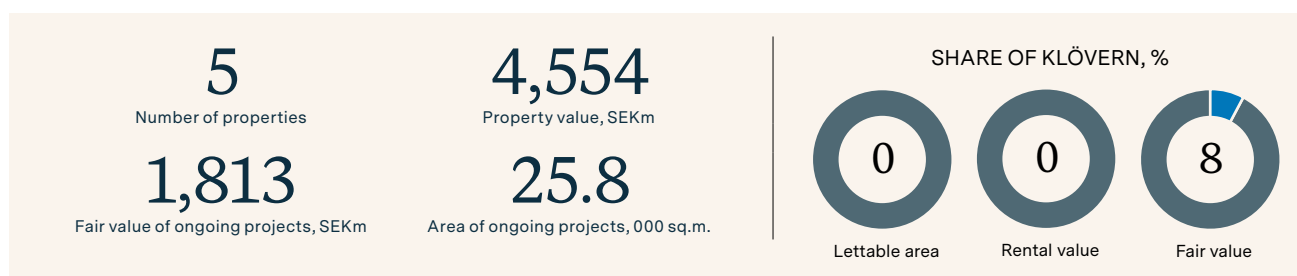 5
Number of properties
4,554
Property value, SEKm
1,813
Fair value of ongoing projects, SEKm
25.8
Area of ongoing projects, 000 sq.m.
SHARE OF KLÖVERN, %
0
Lettable area
0
Rental value
8
Fair value